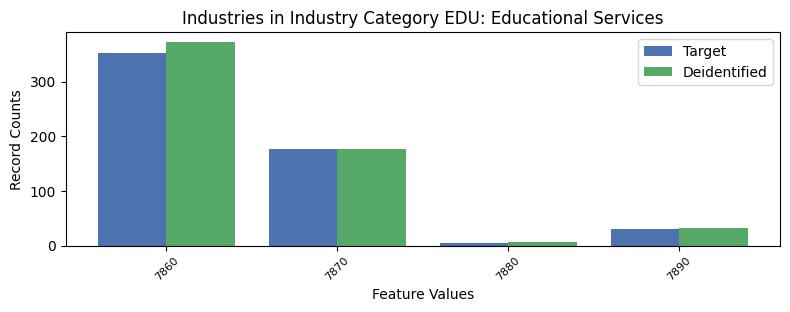 Industries in Industry Category EDU: Educational Services
Target
Deidentified
Record Counts
300
200
100
0
7860
7870
7880
7890
Feature Values